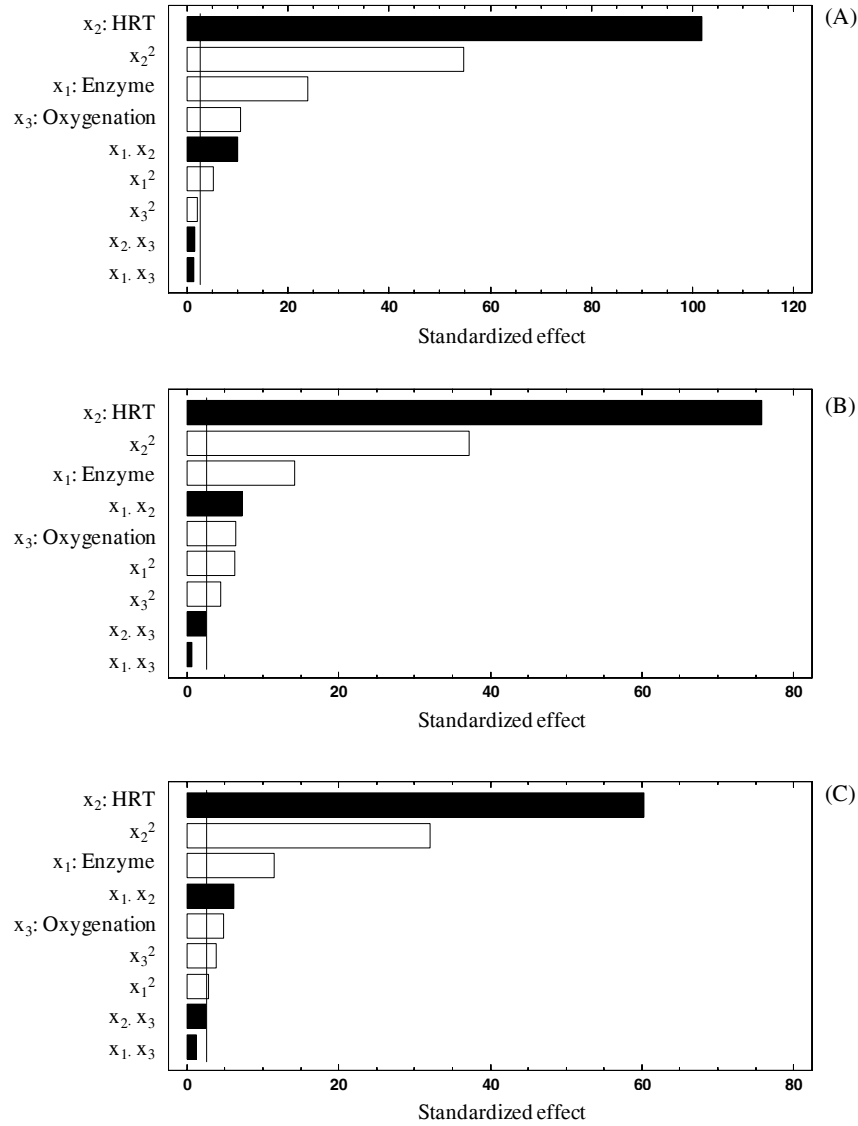 (A)
x₂: HRT
x₂²
x₁: Enzyme
x₃: Oxygenation
x₁. x₂
x₁²
x₃²
x₂. x₃
x₁. x₃
0 20 40 60 80 100 120
Standardized effect
(B)
x₂: HRT
x₂²
x₁: Enzyme
x₁. x₂
x₃: Oxygenation
x₁²
x₃²
x₂. x₃
x₁. x₃
0 20 40 60 80
Standardized effect
(C)
x₂: HRT
x₂²
x₁: Enzyme
x₁. x₂
x₃: Oxygenation
x₃²
x₁²
x₂. x₃
x₁. x₃
0 20 40 60 80
Standardized effect